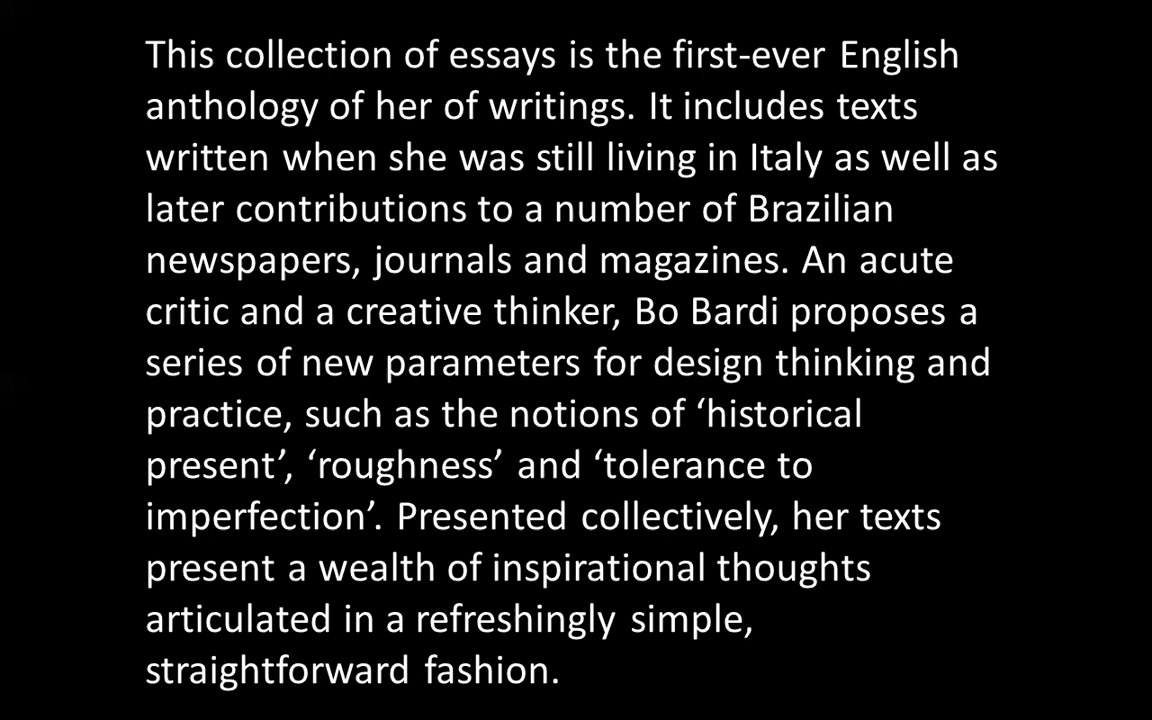 This collection of essays is the first-ever English
anthology of her of writings. It includes texts
written when she was still living in Italy as well as
later contributions to a number of Brazilian
newspapers, journals and magazines. An acute
critic and a creative thinker, Bo Bardi proposes a
series of new parameters for design thinking and
practice, such as the notions of ‘historical
present’, ‘roughness’ and ‘tolerance to
imperfection’. Presented collectively, her texts
present a wealth of inspirational thoughts
articulated in a refreshingly simple,
straightforward fashion.